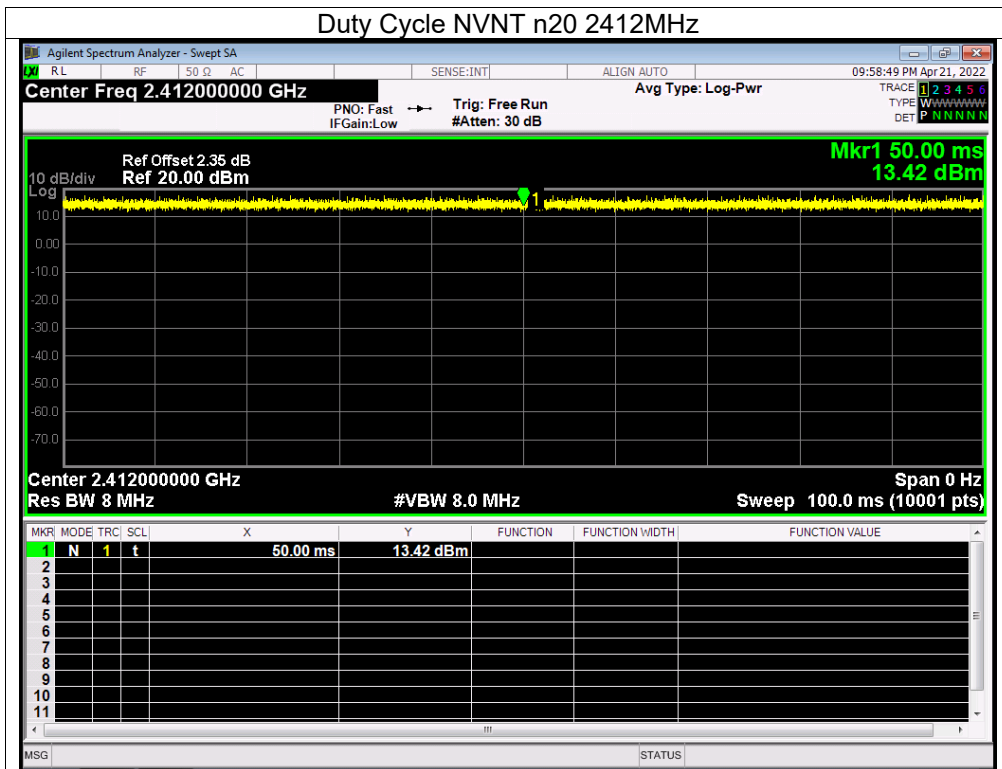 Duty Cycle NVNT n20 2412MHz
Agilent Spectrum Analyzer - Swept SA
LXI RL RF 50 Ω AC SENSE:INT ALIGN AUTO 09:58:49 PM Apr 21, 2022
Center Freq 2.412000000 GHz Avg Type: Log-Pwr TRACE 1 2 3 4 5 6
PNO: Fast Trig: Free Run TYPE WWWWWW
IFGain:Low #Atten: 30 dB DET P N N N N N
Mkr1 50.00 ms
Ref Offset 2.35 dB
10 dB/div Ref 20.00 dBm 13.42 dBm
Log
1
10.0
0.00
-10.0
-20.0
-30.0
-40.0
-50.0
-60.0
-70.0
Center 2.412000000 GHz Span 0 Hz
Res BW 8 MHz #VBW 8.0 MHz Sweep 100.0 ms (10001 pts)
MKR MODE TRC SCL X Y FUNCTION FUNCTION WIDTH FUNCTION VALUE
1 N 1 t 50.00 ms 13.42 dBm
2
3
4
5
6
7
8
9
10
11
MSG STATUS